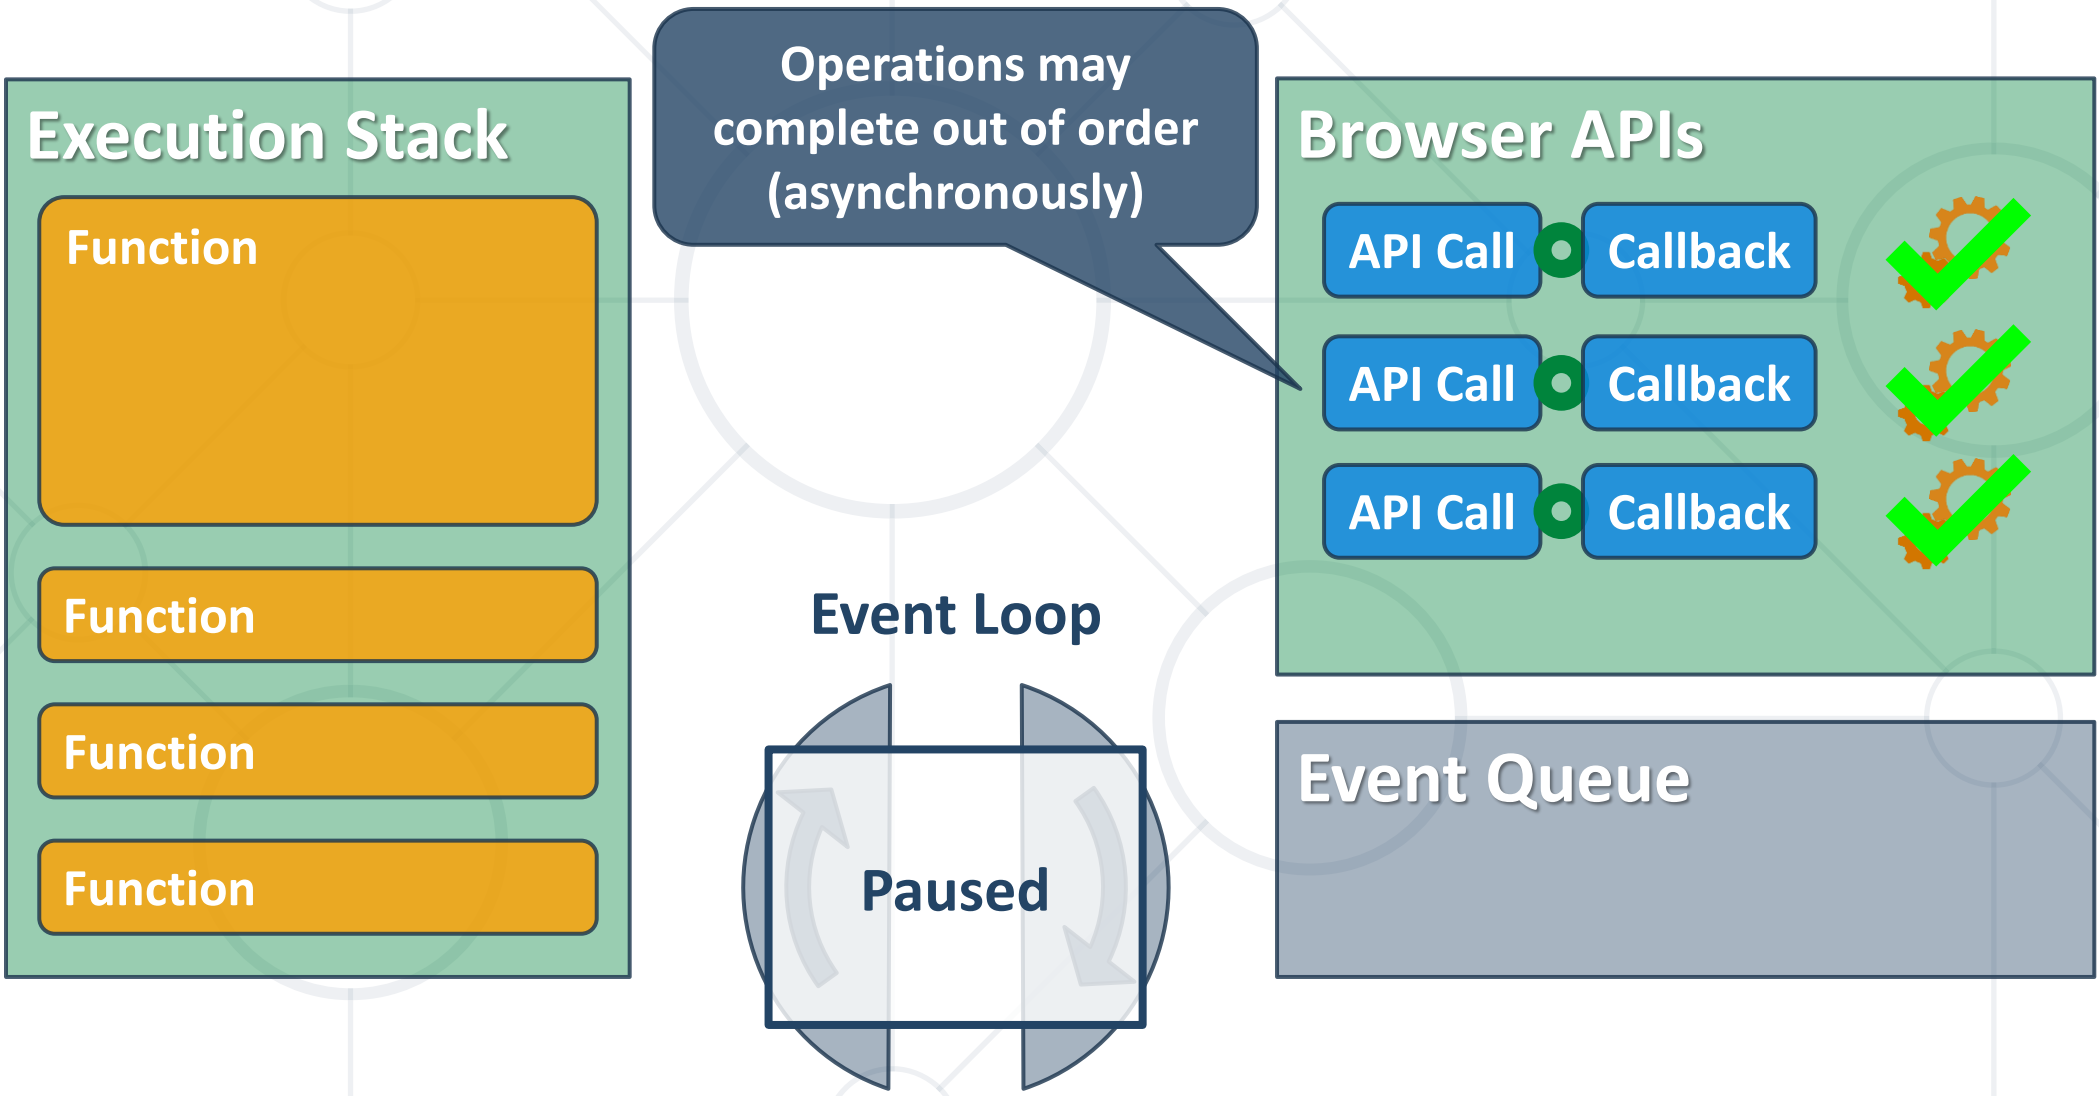 Operations may
complete out of order
(asynchronously)
Execution Stack
Function
Function
Function
Function
Event Loop
Paused
Browser APIs
API Call Callback
API Call Callback
API Call Callback
Event Queue